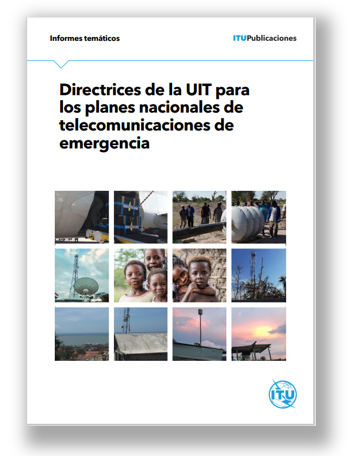 Informes temáticos
ITUPublicaciones
Directrices de la UIT para
los planes nacionales de
telecomunicaciones de
emergencia
ITU